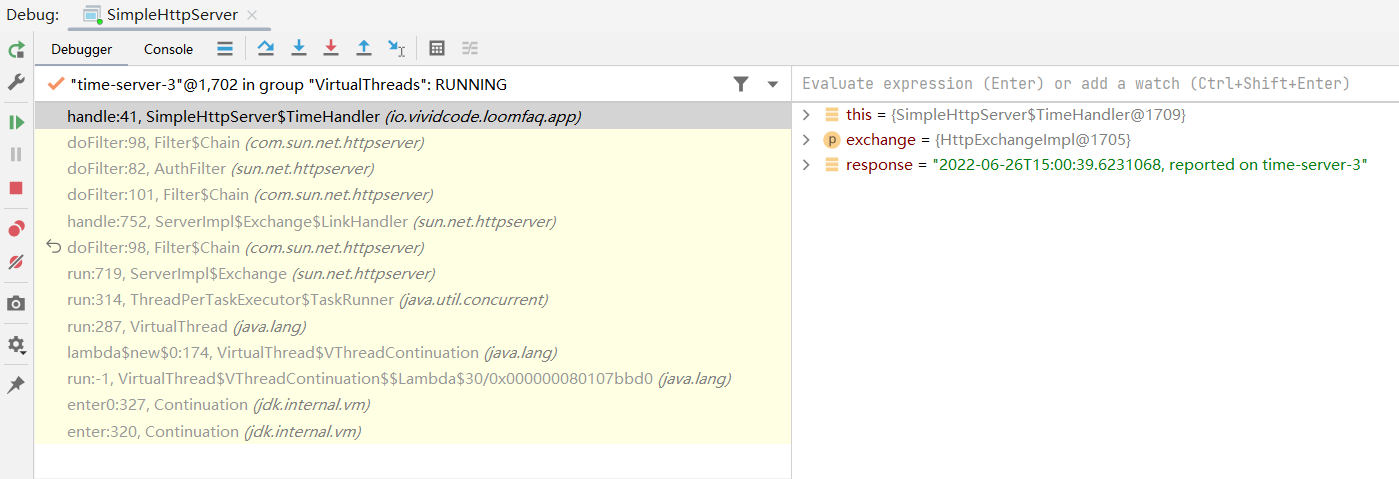 Debug: SimpleHttpServer
Debugger Console
"time-server-3"@1,702 in group "VirtualThreads": RUNNING
handle:41, SimpleHttpServer$TimeHandler (io.vividcode.loomfaq.app)
doFilter:98, Filter$Chain (com.sun.net.httpserver)
doFilter:82, AuthFilter (sun.net.httpserver)
doFilter:101, Filter$Chain (com.sun.net.httpserver)
handle:752, ServerImpl$Exchange$LinkHandler (sun.net.httpserver)
doFilter:98, Filter$Chain (com.sun.net.httpserver)
run:719, ServerImpl$Exchange (sun.net.httpserver)
run:314, ThreadPerTaskExecutor$TaskRunner (java.util.concurrent)
run:287, VirtualThread (java.lang)
lambda$new$0:174, VirtualThread$VThreadContinuation (java.lang)
run:-1, VirtualThread$VThreadContinuation$$Lambda$30/0x000000080107bbd0 (java.lang)
enter0:327, Continuation (jdk.internal.vm)
enter:320, Continuation (jdk.internal.vm)
Evaluate expression (Enter) or add a watch (Ctrl+Shift+Enter)
this = {SimpleHttpServer$TimeHandler@1709}
p exchange = {HttpExchangeImpl@1705}
response = "2022-06-26T15:00:39.6231068, reported on time-server-3"